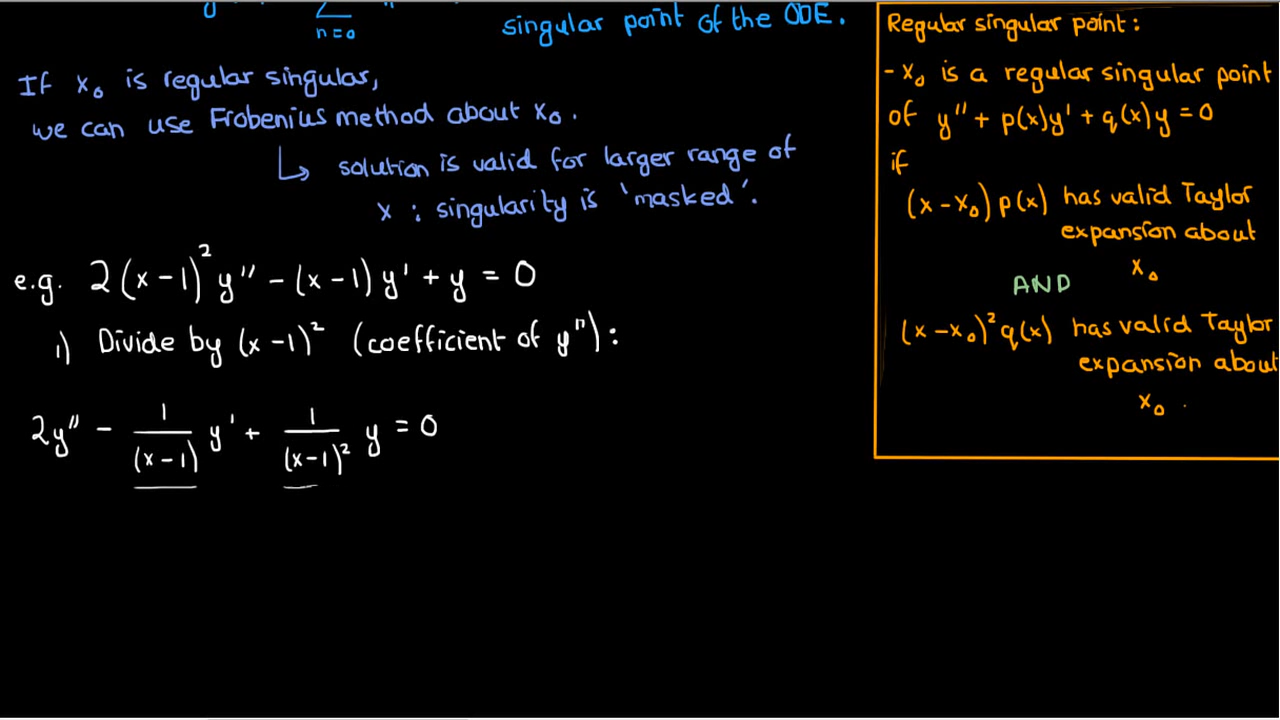 y
Σ
n=0
singular point of the ODE.
If x₀ is regular singular,
we can use Frobenius method about x₀.
↳ solution is valid for larger range of
x : singularity is 'masked'.
e.g. 2(x-1)² y'' - (x-1) y' + y = 0
1) Divide by (x-1)² (coefficient of y''):
2y'' - 1/(x-1) y' + 1/(x-1)² y = 0
Regular singular point:
- x₀ is a regular singular point
of y'' + p(x)y' + q(x)y = 0
if
(x-x₀) p(x) has valid Taylor
expansion about
x₀
AND
(x-x₀)² q(x) has valid Taylor
expansion about
x₀.